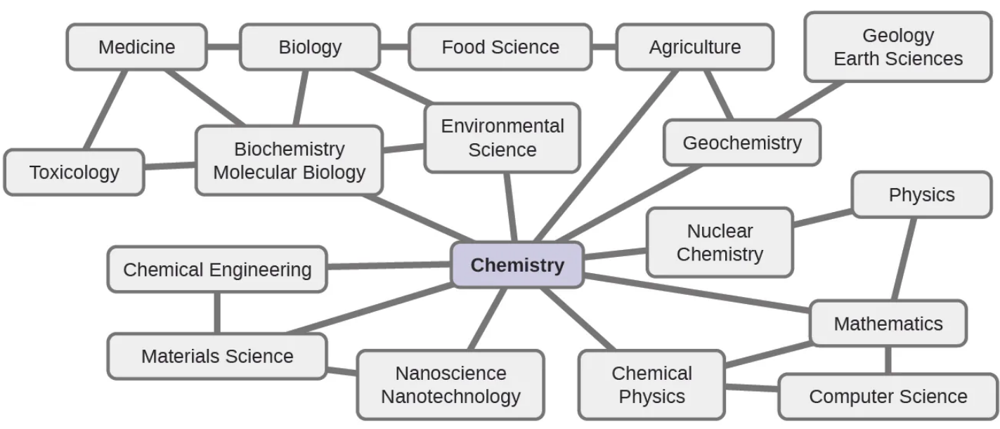 Medicine
Biology
Food Science
Agriculture
Geology
Earth Sciences
Environmental
Science
Geochemistry
Biochemistry
Molecular Biology
Toxicology
Physics
Nuclear
Chemistry
Chemistry
Chemical Engineering
Mathematics
Materials Science
Nanoscience
Nanotechnology
Chemical
Physics
Computer Science